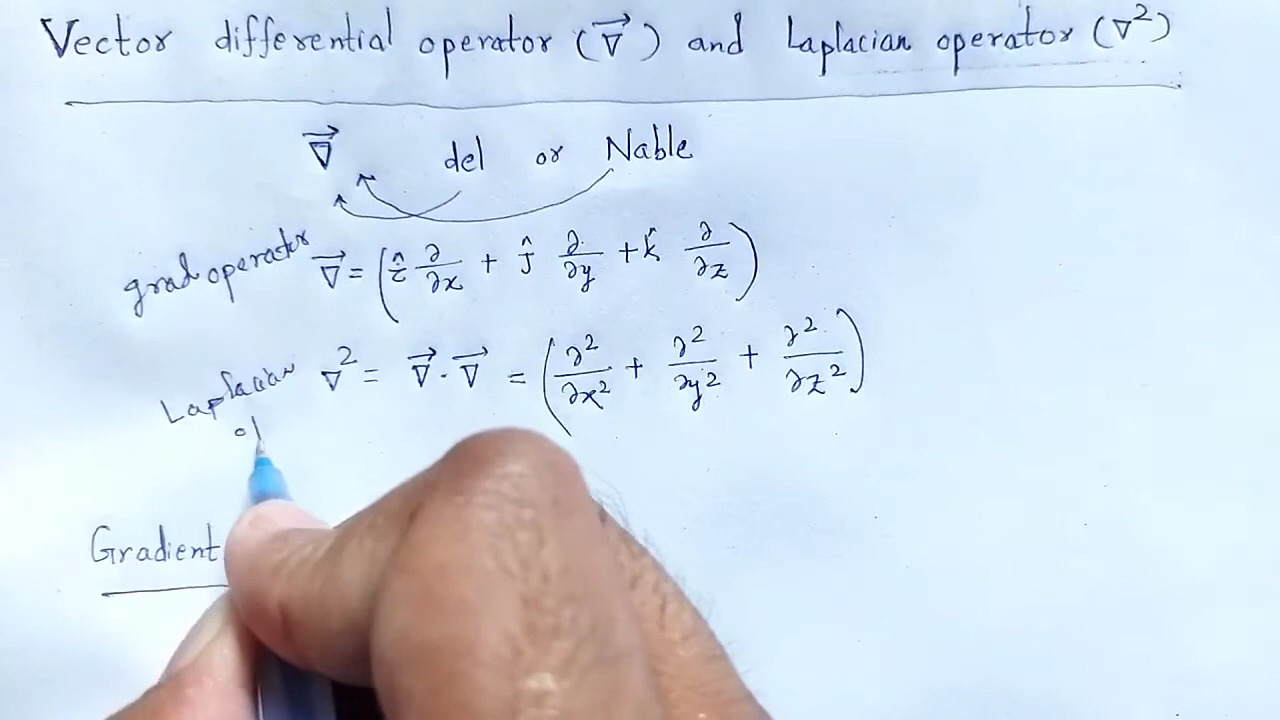 Vector differential operator (∇⃗) and Laplacian operator (∇²)
∇⃗ del or Nable
grad operator ∇⃗ = (î ∂/∂x + ĵ ∂/∂y + k̂ ∂/∂z)
Laplacian ∇² = ∇⃗ . ∇⃗ = (∂²/∂x² + ∂²/∂y² + ∂²/∂z²)
Gradient